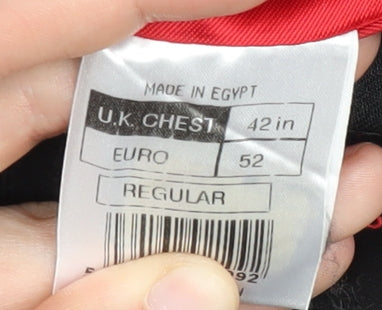 MADE IN EGYPT
U.K. CHEST 42 in
EURO 52
REGULAR